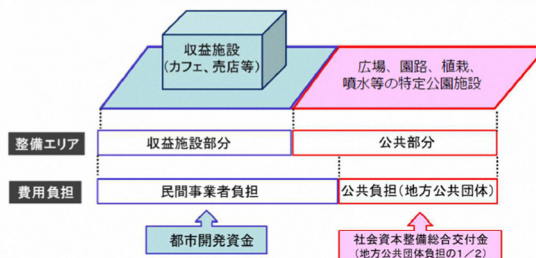 収益施設
(カフェ、売店等)
広場、園路、植栽、
噴水等の特定公園施設
整備エリア
収益施設部分
公共部分
費用負担
民間事業者負担
公共負担(地方公共団体)
都市開発資金
社会資本整備総合交付金
(地方公共団体負担の1/2)